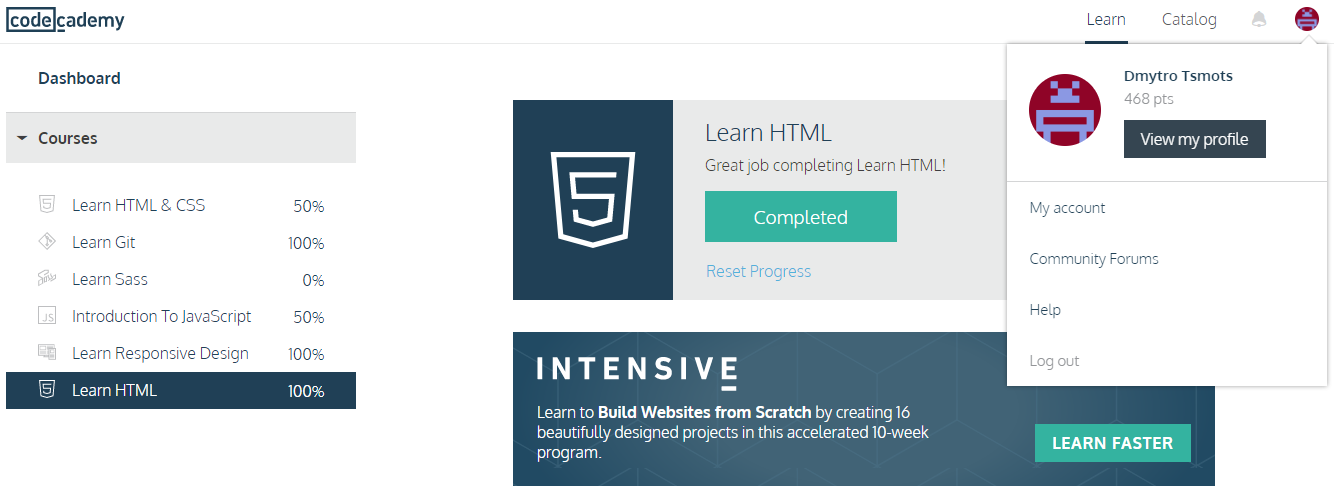 codecademy
Learn
Catalog
Dashboard
Courses
Learn HTML & CSS 50%
Learn Git 100%
Learn Sass 0%
Introduction To JavaScript 50%
Learn Responsive Design 100%
Learn HTML 100%
Learn HTML
Great job completing Learn HTML!
Completed
Reset Progress
INTENSIVE
Learn to Build Websites from Scratch by creating 16
beautifully designed projects in this accelerated 10-week
program.
LEARN FASTER
Dmytro Tsmots
468 pts
View my profile
My account
Community Forums
Help
Log out